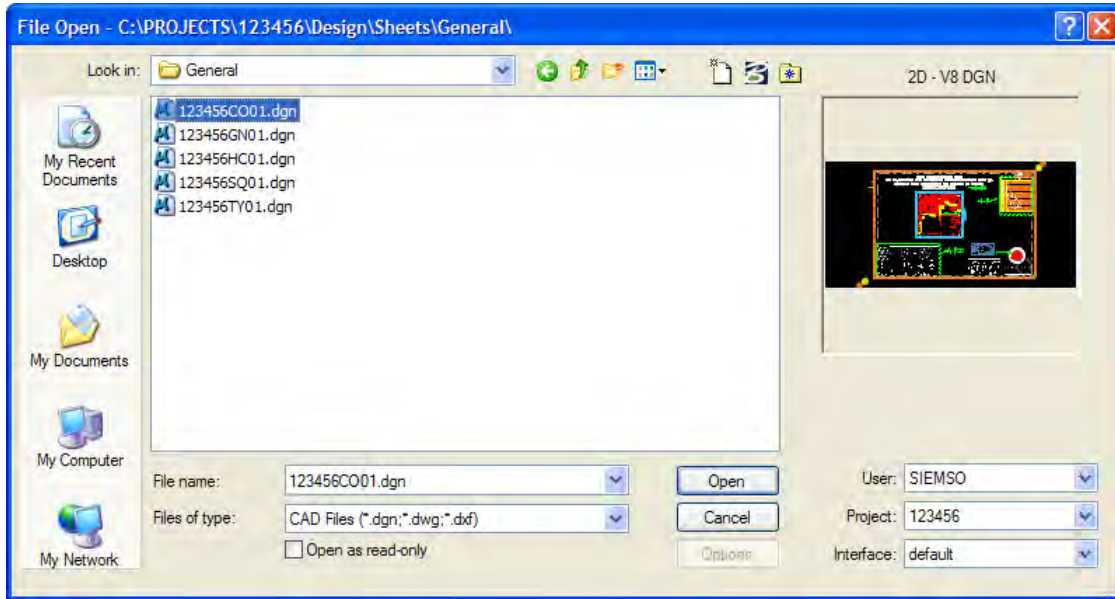 File Open - C:\PROJECTS\123456\Design\Sheets\General\
Look in: General
2D - V8 DGN
My Recent Documents
Desktop
My Documents
My Computer
My Network
123456CO01.dgn
123456GN01.dgn
123456HC01.dgn
123456SQ01.dgn
123456TY01.dgn
File name: 123456CO01.dgn
Files of type: CAD Files (*.dgn;*.dwg;*.dxf)
Open as read-only
Open
Cancel
Options
User: SIEMSO
Project: 123456
Interface: default